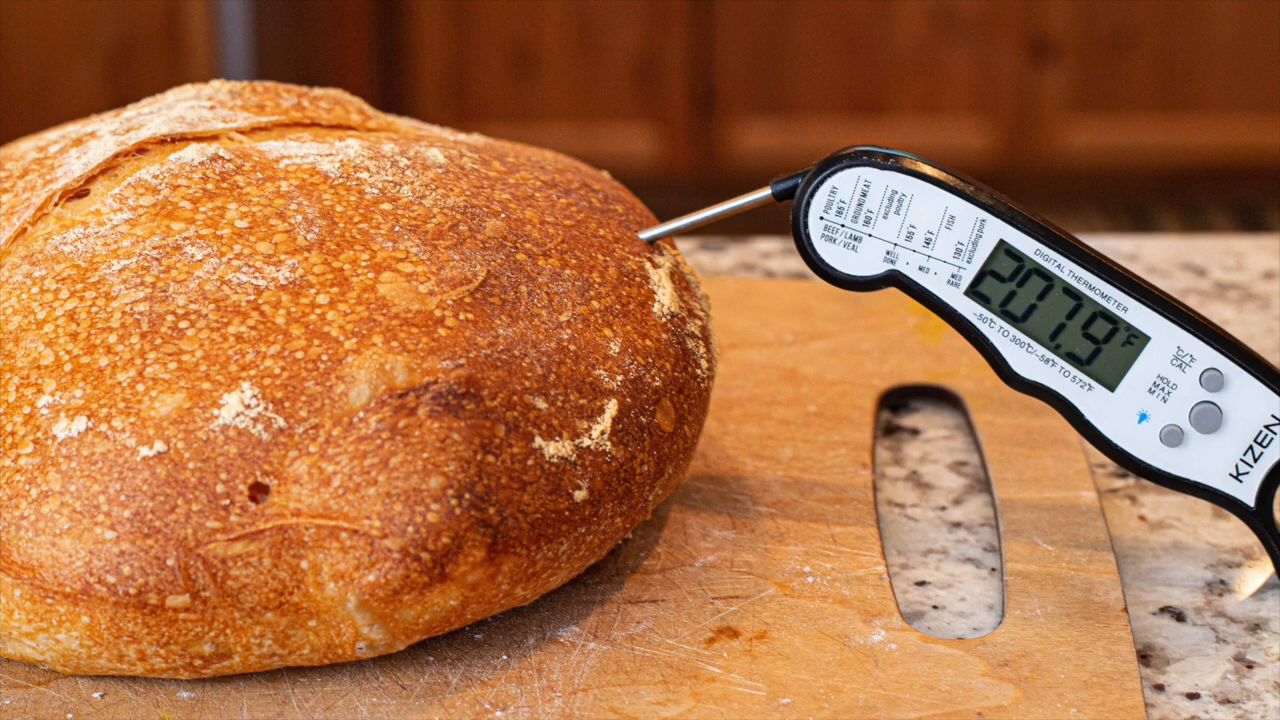 POULTRY
165°F
GROUND MEAT
160°F
excluding
poultry
155°F
145°F
FISH
130°F
excluding pork
BEEF / LAMB
PORK / VEAL
WELL
DONE
MED
MED
RARE
DIGITAL THERMOMETER
207.9°F
-50℃ TO 300℃/-58°F TO 572°F
℃/°F
CAL
HOLD
MAX
MIN
KIZEN